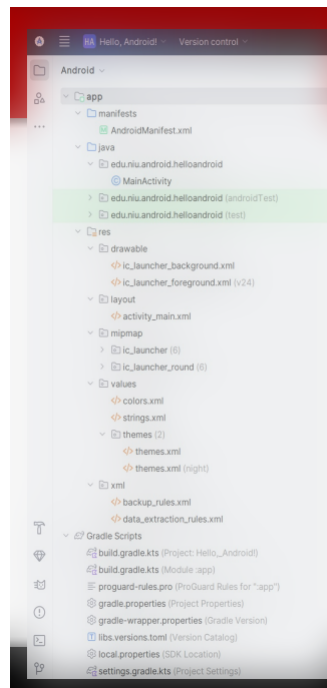 HA Hello, Android! Version control
Android
app
manifests
AndroidManifest.xml
java
edu.niu.android.helloandroid
MainActivity
edu.niu.android.helloandroid (androidTest)
edu.niu.android.helloandroid (test)
res
drawable
ic_launcher_background.xml
ic_launcher_foreground.xml (v24)
layout
activity_main.xml
mipmap
ic_launcher (6)
ic_launcher_round (6)
values
colors.xml
strings.xml
themes (2)
themes.xml
themes.xml (night)
xml
backup_rules.xml
data_extraction_rules.xml
Gradle Scripts
build.gradle.kts (Project: Hello,_Android!)
build.gradle.kts (Module :app)
proguard-rules.pro (ProGuard Rules for ":app")
gradle.properties (Project Properties)
gradle-wrapper.properties (Gradle Version)
libs.versions.toml (Version Catalog)
local.properties (SDK Location)
settings.gradle.kts (Project Settings)